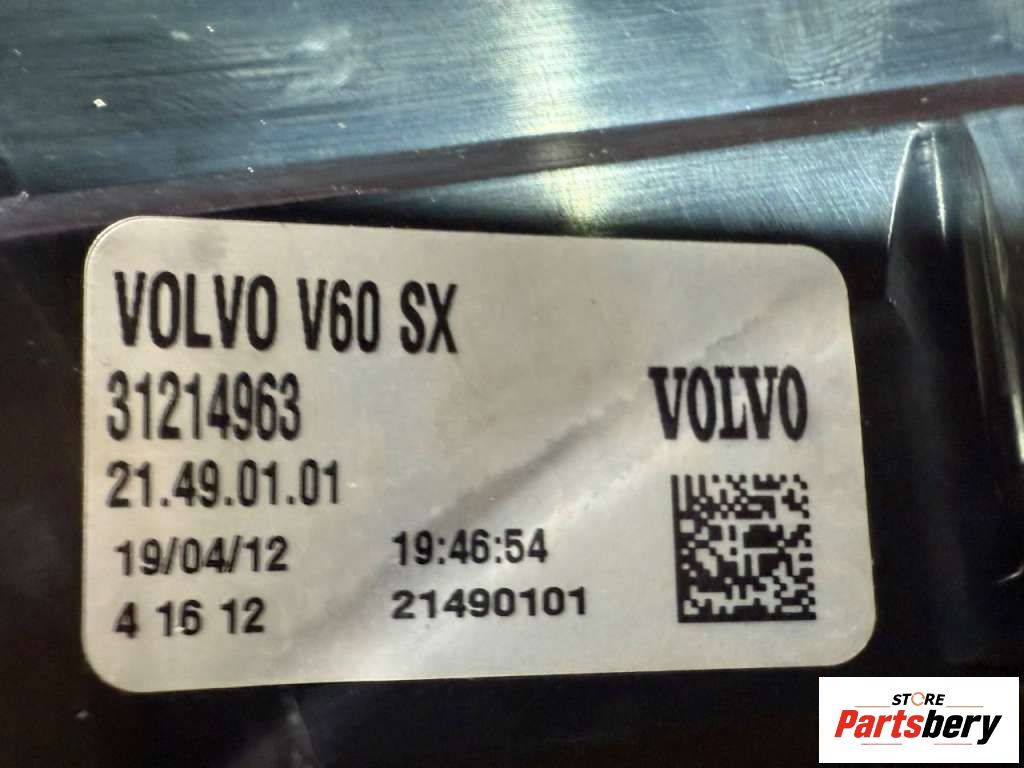 VOLVO V60 SX
31214963
VOLVO
21.49.01.01
19/04/12 19:46:54
4 16 12 21490101
STORE
Partsbery